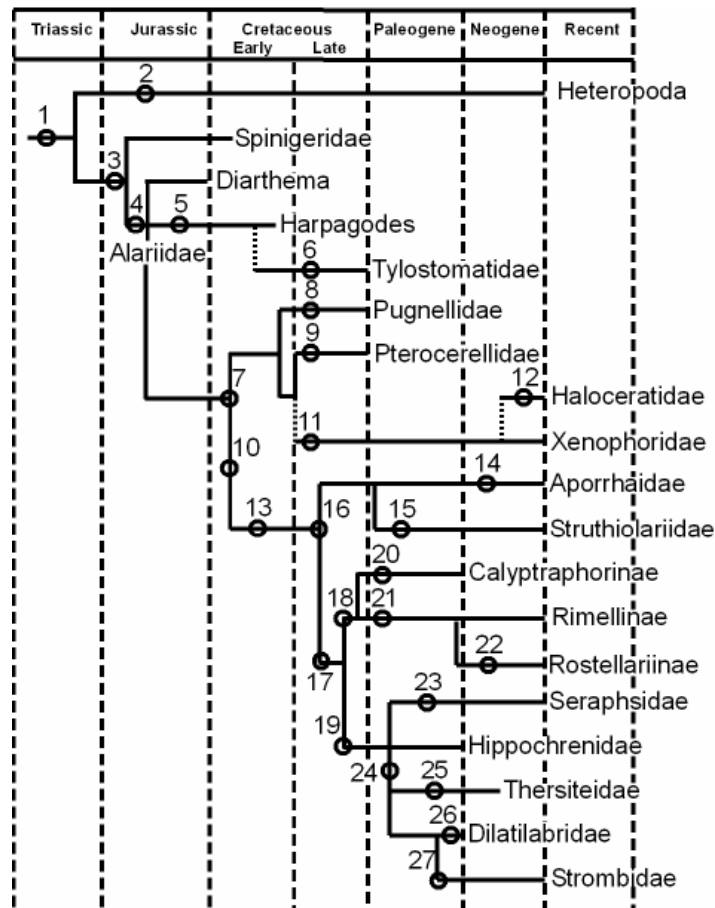 Triassic Jurassic Cretaceous Paleogene Neogene Recent
Early Late
2
Heteropoda
1
Spinigeridae
3
Diarthema
4 5
Harpagodes
Alariidae
6
Tylostomatidae
8
Pugnellidae
9
Pterocerellidae
7 12
Haloceratidae
11
Xenophoridae
10
14
Aporrhaidae
13 16 15
Struthiolariidae
20
Calyptraphorinae
18 21
Rimellinae
22
Rostellariinae
17
23
Seraphsidae
19
Hippochrenidae
24 25
Thersiteidae
26
Dilatilabridae
27
Strombidae